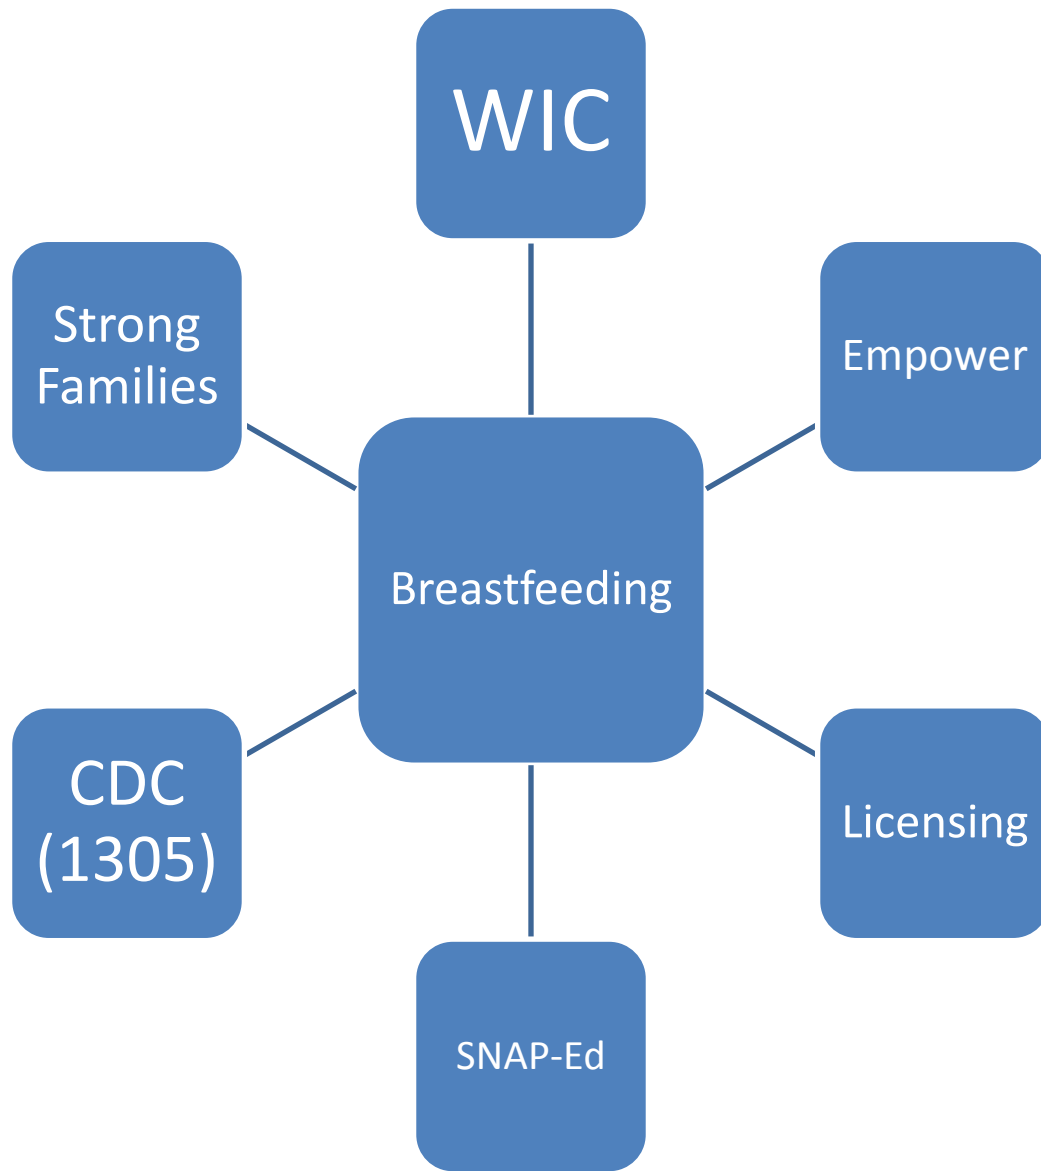 WIC
Strong
Families
Empower
Breastfeeding
CDC
(1305)
Licensing
SNAP-Ed